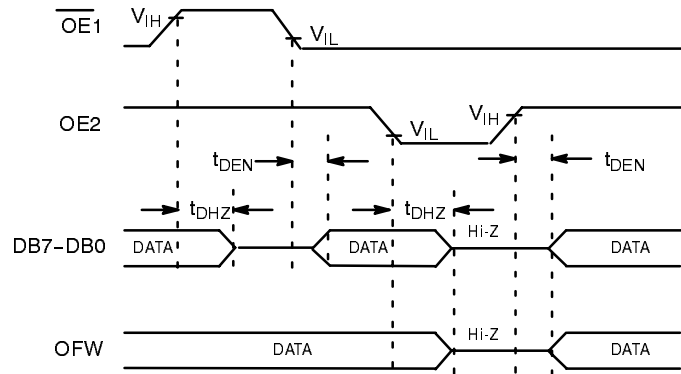 OE1 VIH VIL
OE2 VIL VIH
tDEN tDEN
tDHZ tDHZ
DB7-DB0 DATA DATA Hi-Z DATA
OFW DATA Hi-Z DATA